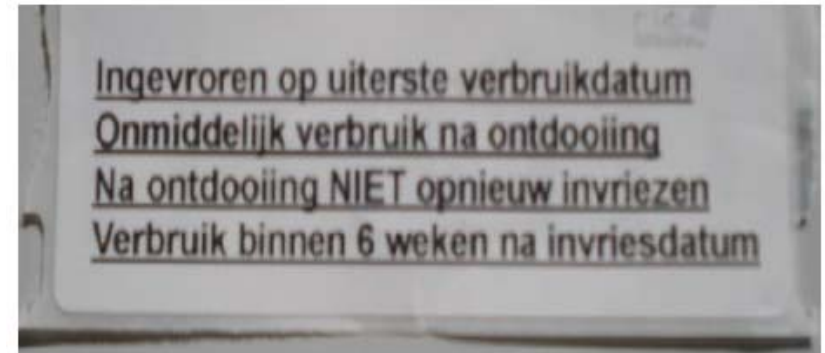 Ingevroren op uiterste verbruikdatum
Onmiddelijk verbruik na ontdooiing
Na ontdooiing NIET opnieuw invriezen
Verbruik binnen 6 weken na invriesdatum